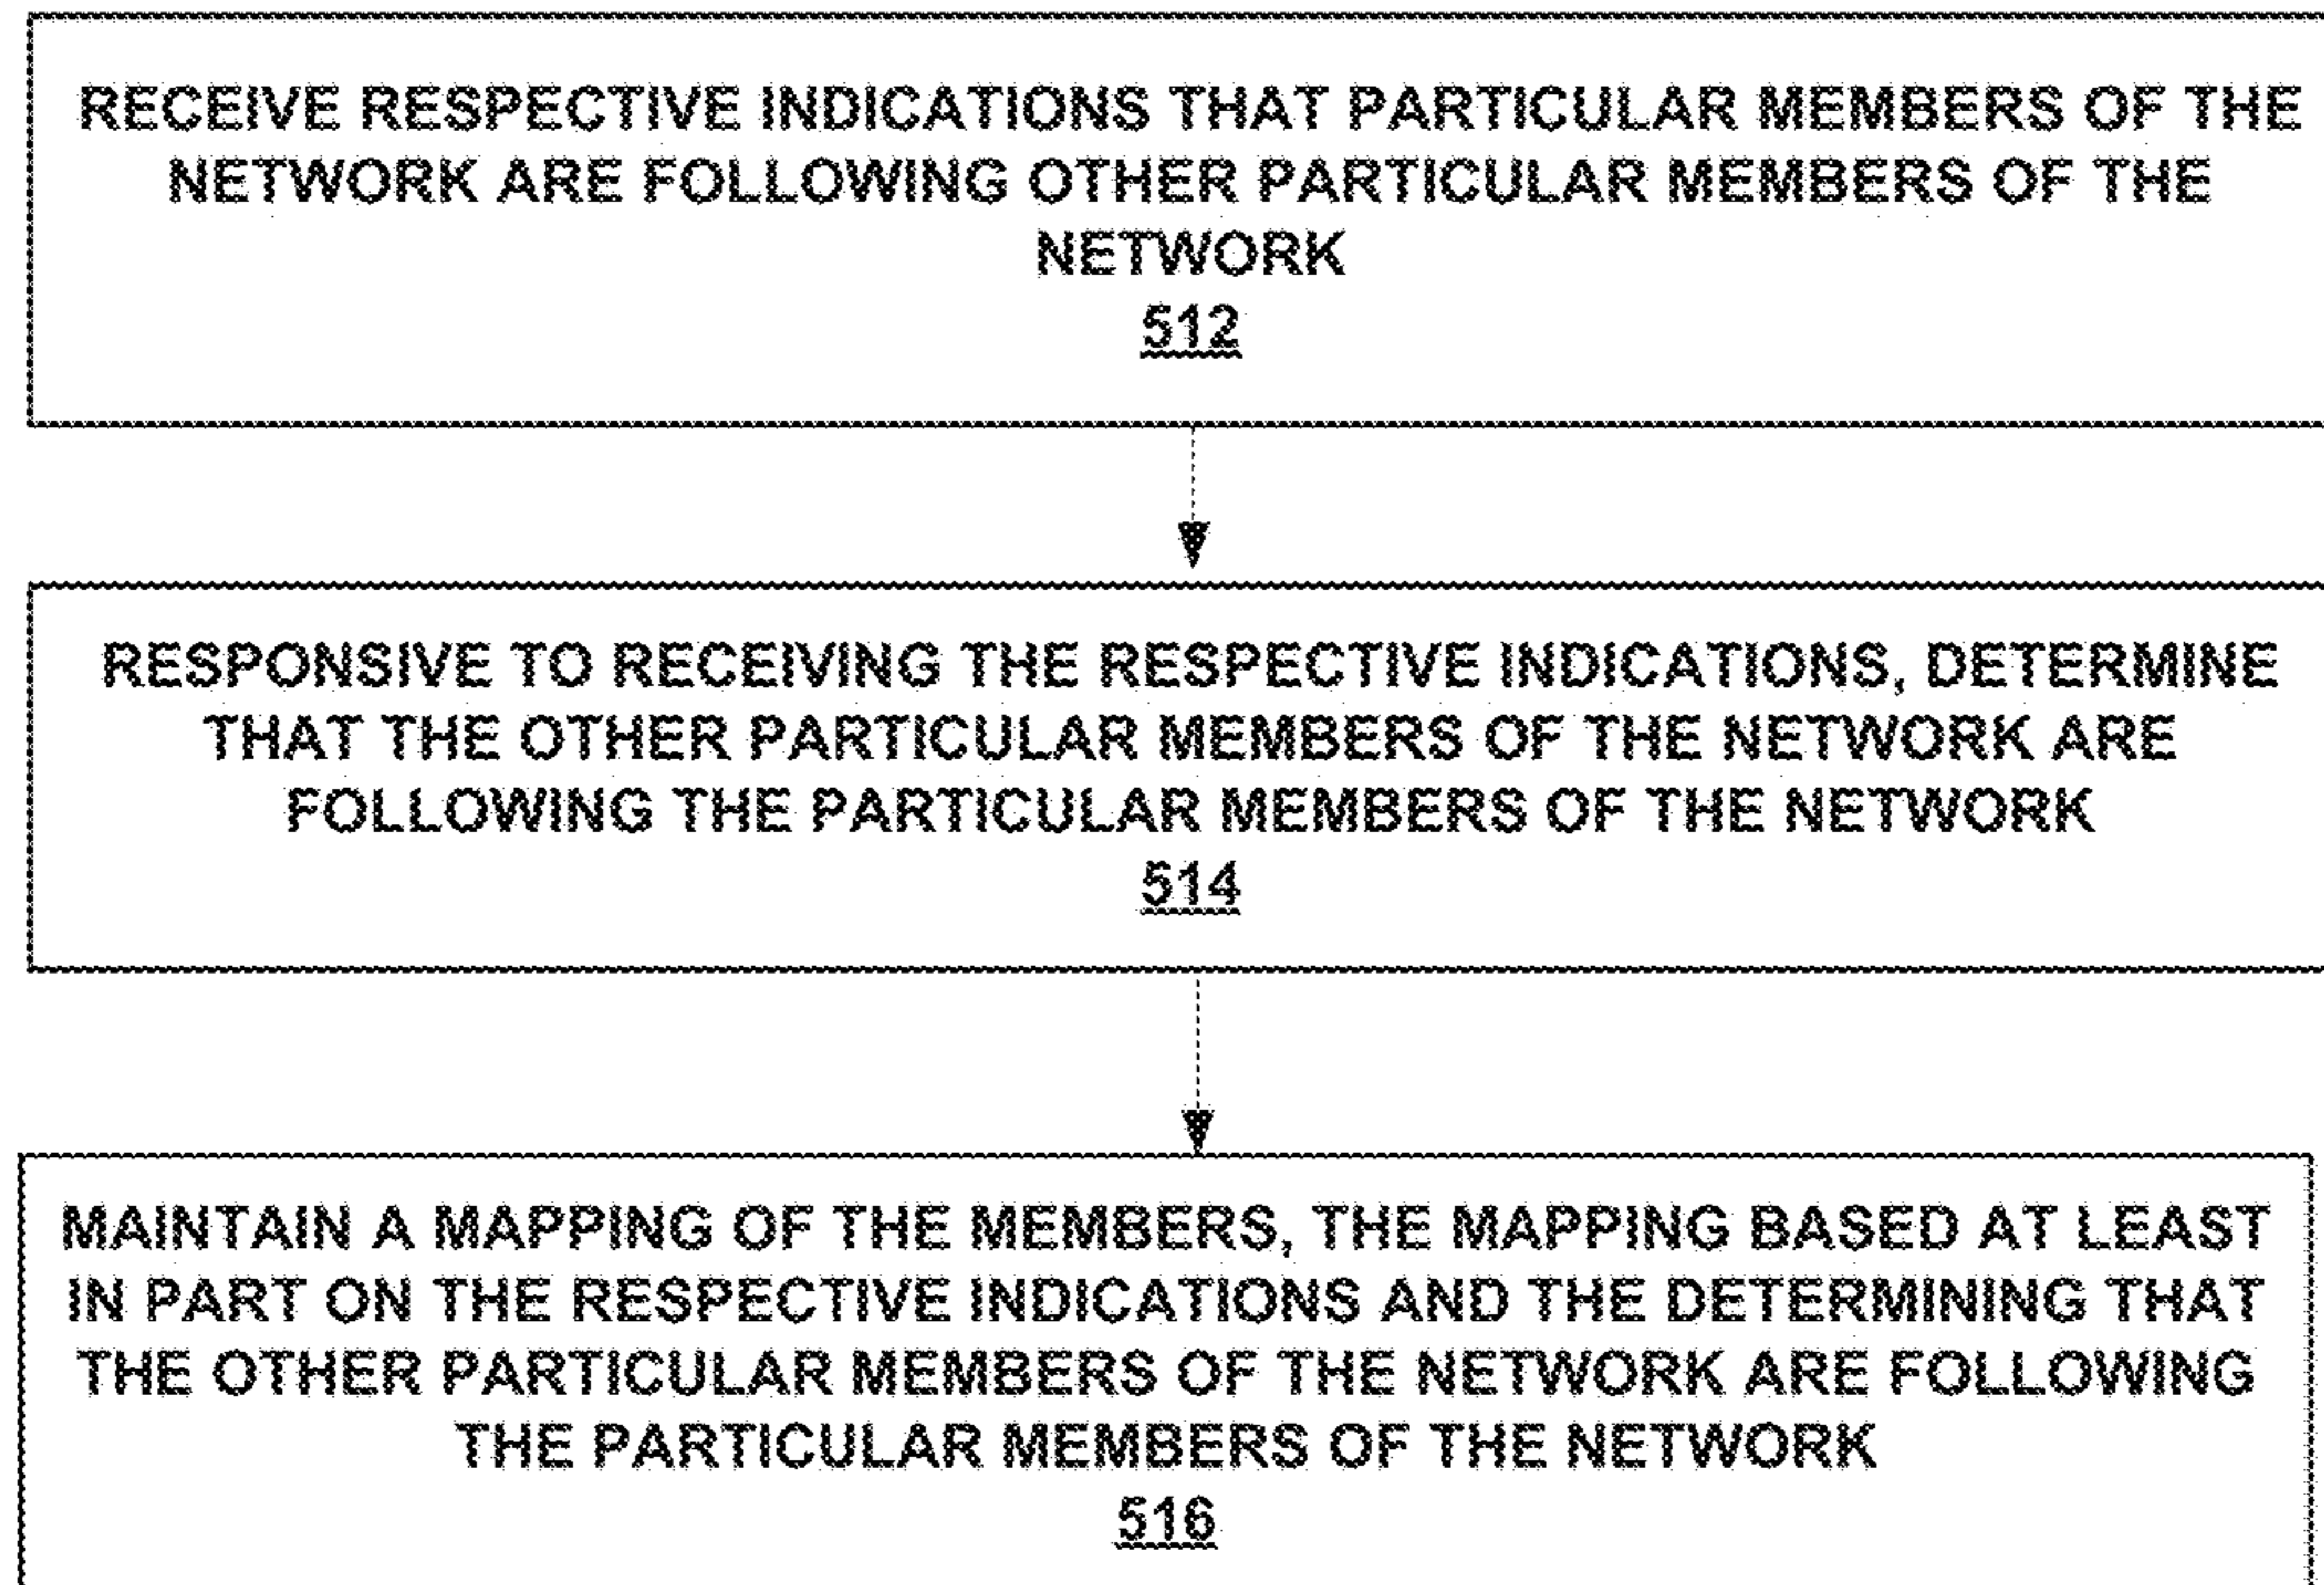 RECEIVE RESPECTIVE INDICATIONS THAT PARTICULAR MEMBERS OF THE
NETWORK ARE FOLLOWING OTHER PARTICULAR MEMBERS OF THE
NETWORK
512
RESPONSIVE TO RECEIVING THE RESPECTIVE INDICATIONS, DETERMINE
THAT THE OTHER PARTICULAR MEMBERS OF THE NETWORK ARE
FOLLOWING THE PARTICULAR MEMBERS OF THE NETWORK
514
MAINTAIN A MAPPING OF THE MEMBERS, THE MAPPING BASED AT LEAST
IN PART ON THE RESPECTIVE INDICATIONS AND THE DETERMINING THAT
THE OTHER PARTICULAR MEMBERS OF THE NETWORK ARE FOLLOWING
THE PARTICULAR MEMBERS OF THE NETWORK
516